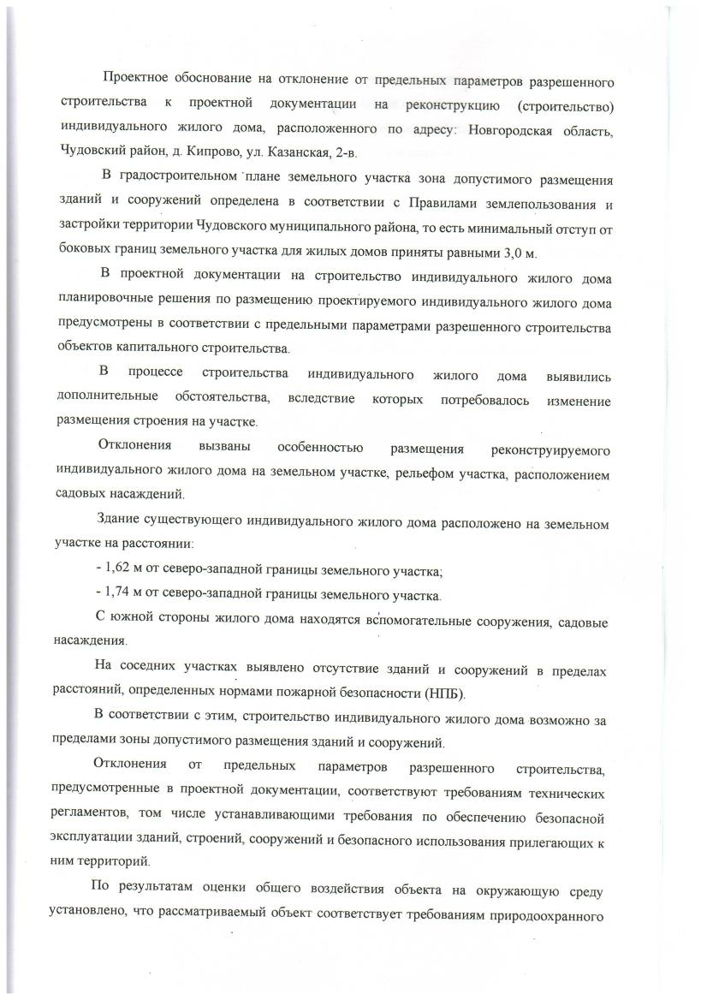 Проектное обоснование на отклонение от предельных параметров разрешенного
строительства к проектной документации на реконструкцию (строительство)
индивидуального жилого дома, расположенного по адресу: Новгородская область,
Чудовский район, д. Кипрово, ул. Казанская, 2-в.
В градостроительном плане земельного участка зона допустимого размещения
зданий и сооружений определена в соответствии с Правилами землепользования и
застройки территории Чудовского муниципального района, то есть минимальный отступ от
боковых границ земельного участка для жилых домов приняты равными 3,0 м.
В проектной документации на строительство индивидуального жилого дома
планировочные решения по размещению проектируемого индивидуального жилого дома
предусмотрены в соответствии с предельными параметрами разрешенного строительства
объектов капитального строительства.
В процессе строительства индивидуального жилого дома выявились
дополнительные обстоятельства, вследствие которых потребовалось изменение
размещения строения на участке.
Отклонения вызваны особенностью размещения реконструируемого
индивидуального жилого дома на земельном участке, рельефом участка, расположением
садовых насаждений.
Здание существующего индивидуального жилого дома расположено на земельном
участке на расстоянии:
- 1,62 м от северо-западной границы земельного участка;
- 1,74 м от северо-западной границы земельного участка.
С южной стороны жилого дома находятся вспомогательные сооружения, садовые
насаждения.
На соседних участках выявлено отсутствие зданий и сооружений в пределах
расстояний, определенных нормами пожарной безопасности (НПБ).
В соответствии с этим, строительство индивидуального жилого дома возможно за
пределами зоны допустимого размещения зданий и сооружений.
Отклонения от предельных параметров разрешенного строительства,
предусмотренные в проектной документации, соответствуют требованиям технических
регламентов, том числе устанавливающими требования по обеспечению безопасной
эксплуатации зданий, строений, сооружений и безопасного использования прилегающих к
ним территорий.
По результатам оценки общего воздействия объекта на окружающую среду
установлено, что рассматриваемый объект соответствует требованиям природоохранного